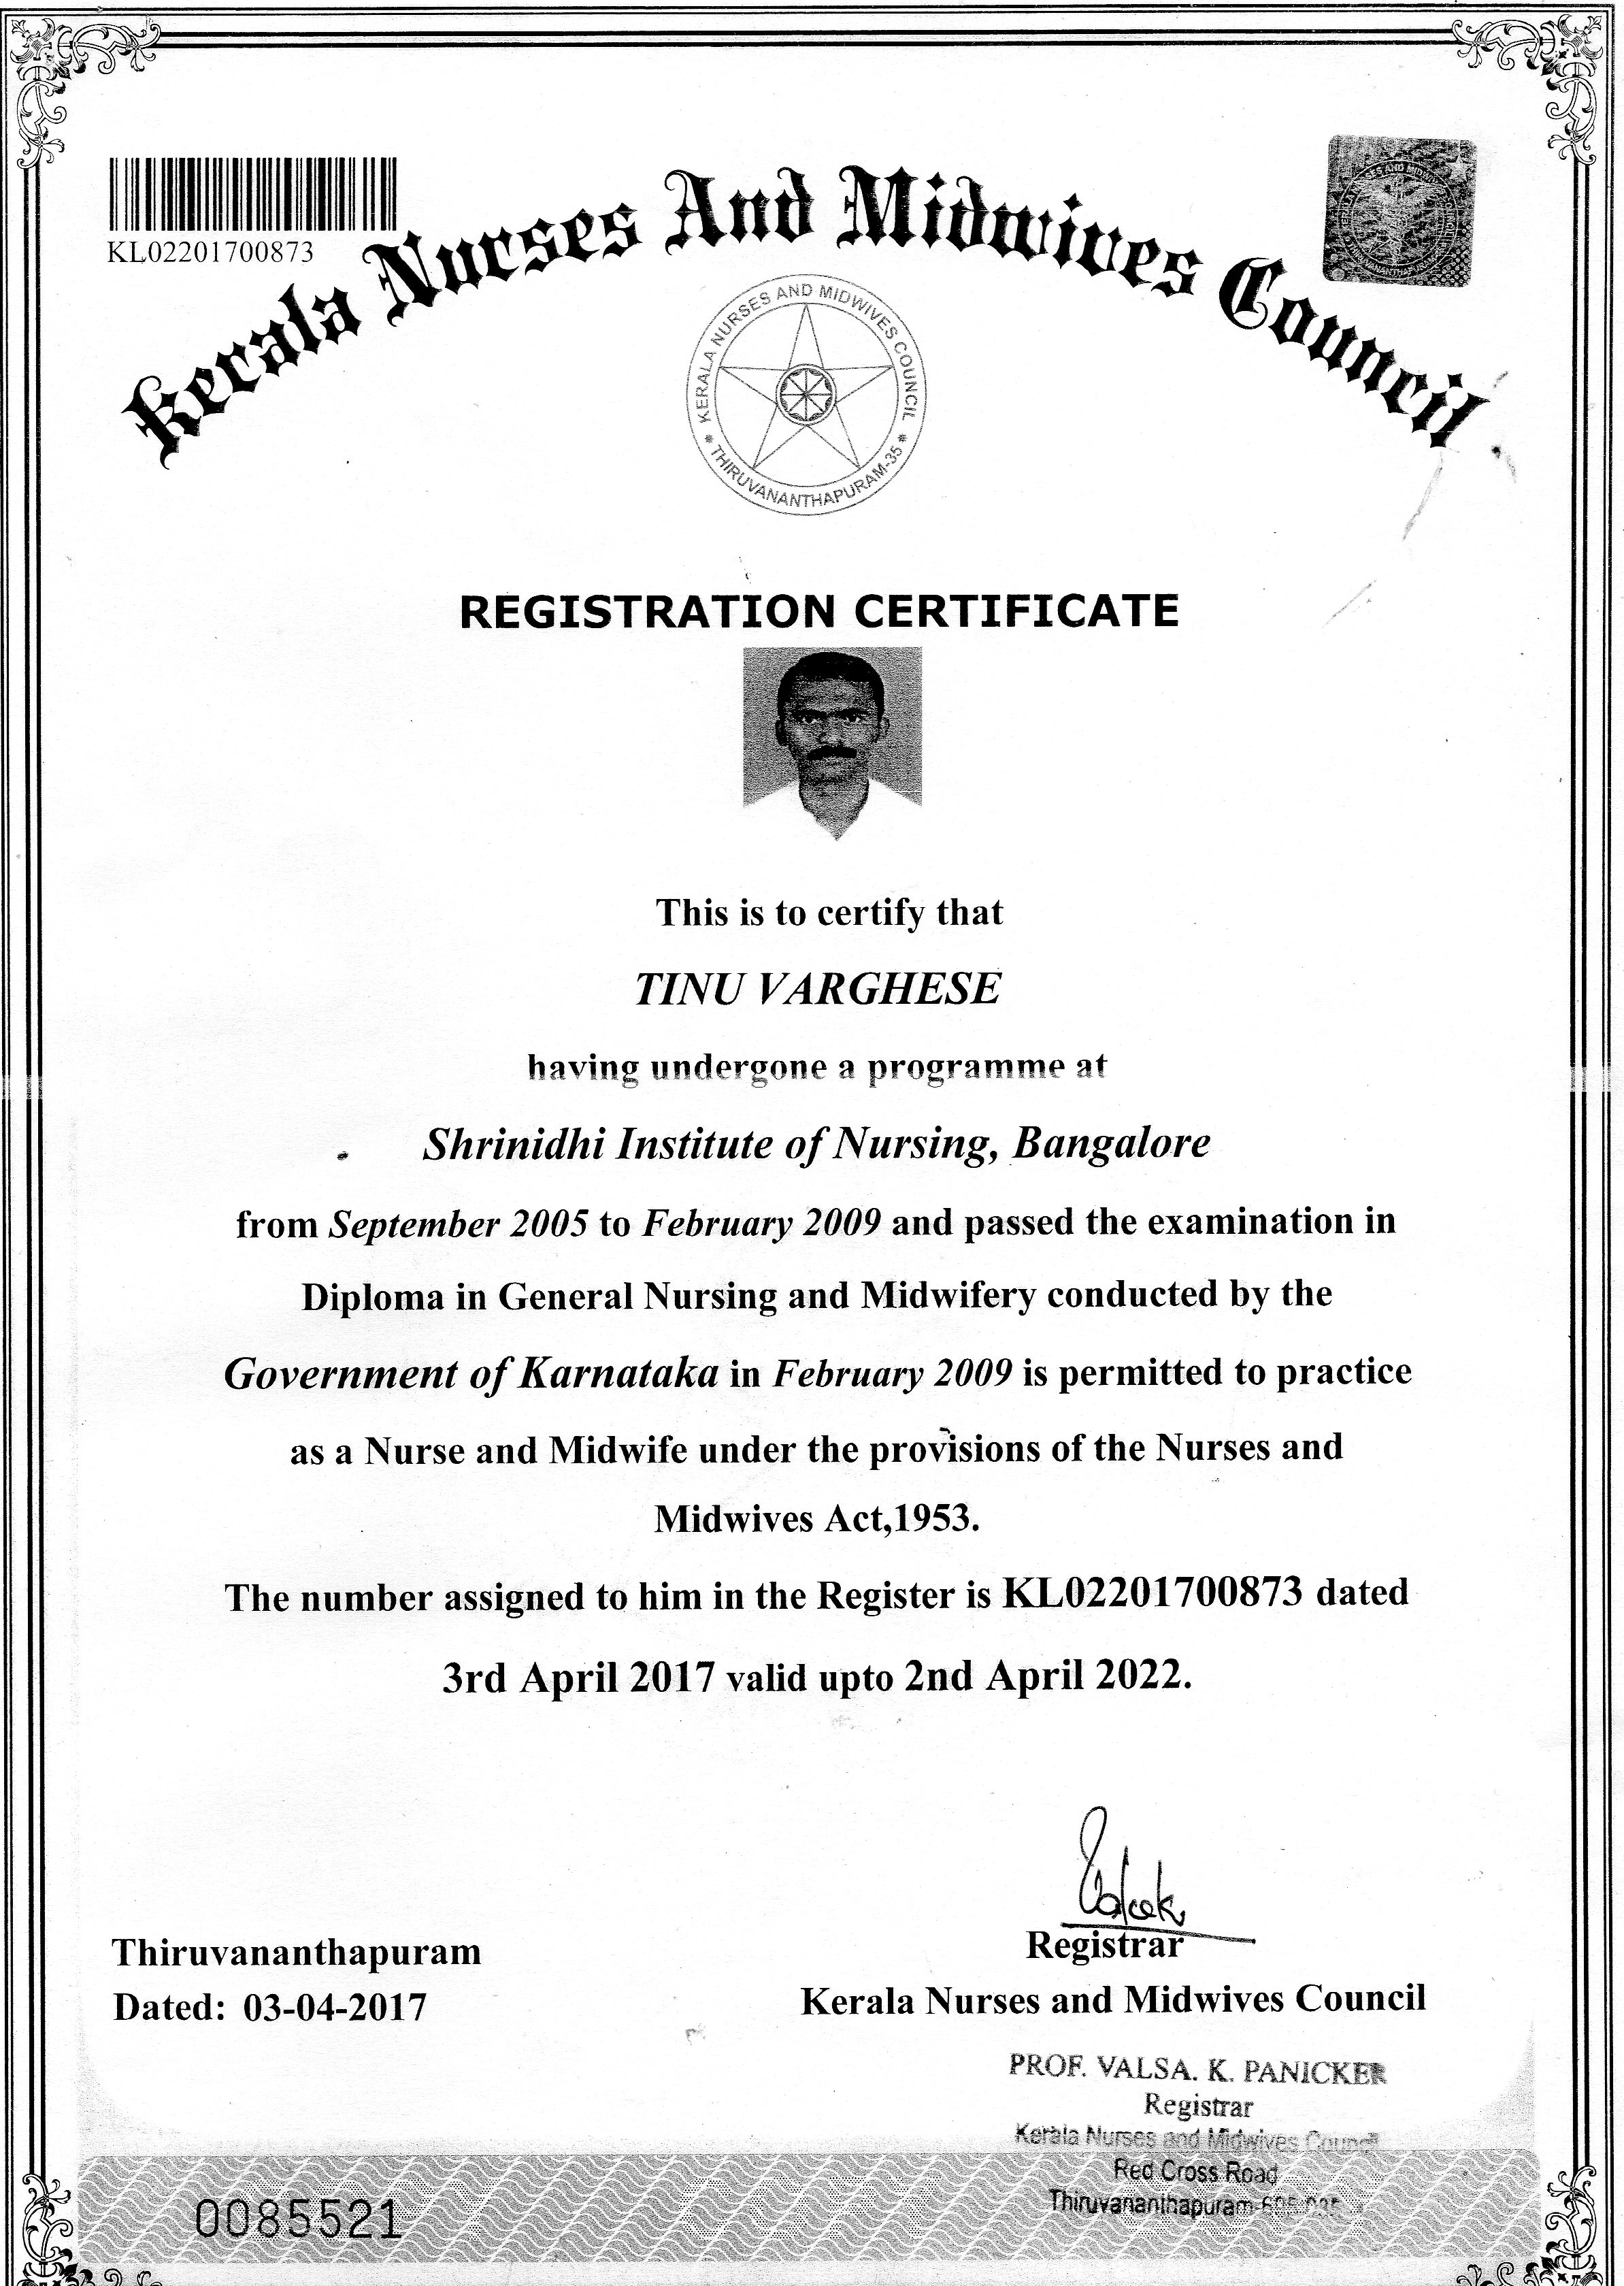 KL02201700873
Kerala Nurses And Midwives Council
KERALA NURSES AND MIDWIVES COUNCIL
* THIRUVANANTHAPURAM-35 *
REGISTRATION CERTIFICATE
This is to certify that
TINU VARGHESE
having undergone a programme at
Shrinidhi Institute of Nursing, Bangalore
from September 2005 to February 2009 and passed the examination in
Diploma in General Nursing and Midwifery conducted by the
Government of Karnataka in February 2009 is permitted to practice
as a Nurse and Midwife under the provisions of the Nurses and
Midwives Act,1953.
The number assigned to him in the Register is KL02201700873 dated
3rd April 2017 valid upto 2nd April 2022.
Registrar
Thiruvananthapuram
Dated: 03-04-2017
Kerala Nurses and Midwives Council
PROF. VALSA. K. PANICKER
Registrar
Kerala Nurses and Midwives Council
Red Cross Road
Thiruvananthapuram
0085521